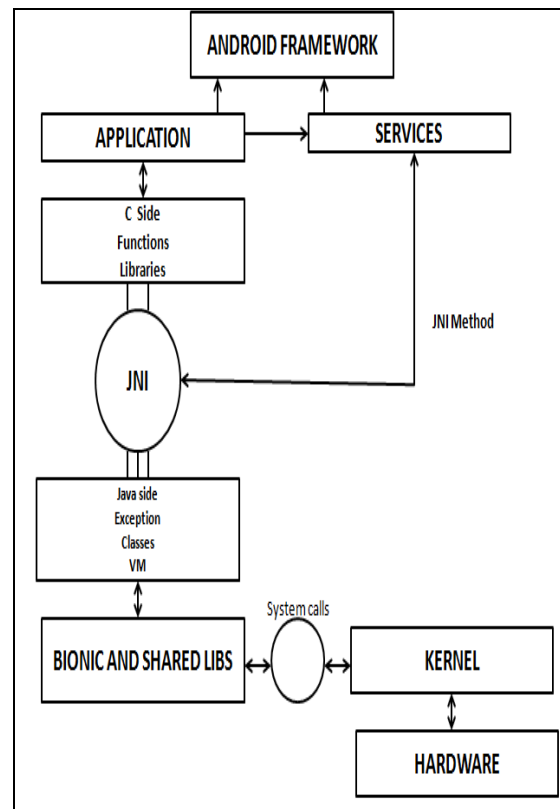 ANDROID FRAMEWORK
APPLICATION
SERVICES
C Side
Functions
Libraries
JNI Method
JNI
Java side
Exception
Classes
VM
System calls
BIONIC AND SHARED LIBS
KERNEL
HARDWARE